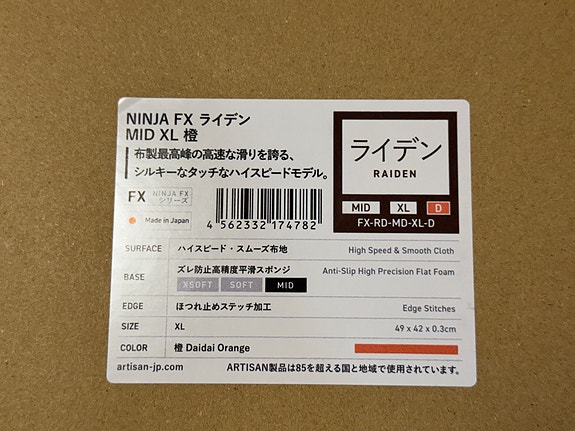 NINJA FX ライデン
MID XL 橙
布製最高峰の高速な滑りを誇る、
シルキーなタッチなハイスピードモデル。
FX NINJA FX
シリーズ
Made in Japan
4 562332 174782
ライデン
RAIDEN
MID XL D
FX-RD-MD-XL-D
SURFACE ハイスピード・スムーズ布地 High Speed & Smooth Cloth
BASE ズレ防止高精度平滑スポンジ Anti-Slip High Precision Flat Foam
XSOFT SOFT MID
EDGE ほつれ止めステッチ加工 Edge Stitches
SIZE XL 49 x 42 x 0.3cm
COLOR 橙 Daidai Orange
artisan-jp.com ARTISAN製品は85を超える国と地域で使用されています。